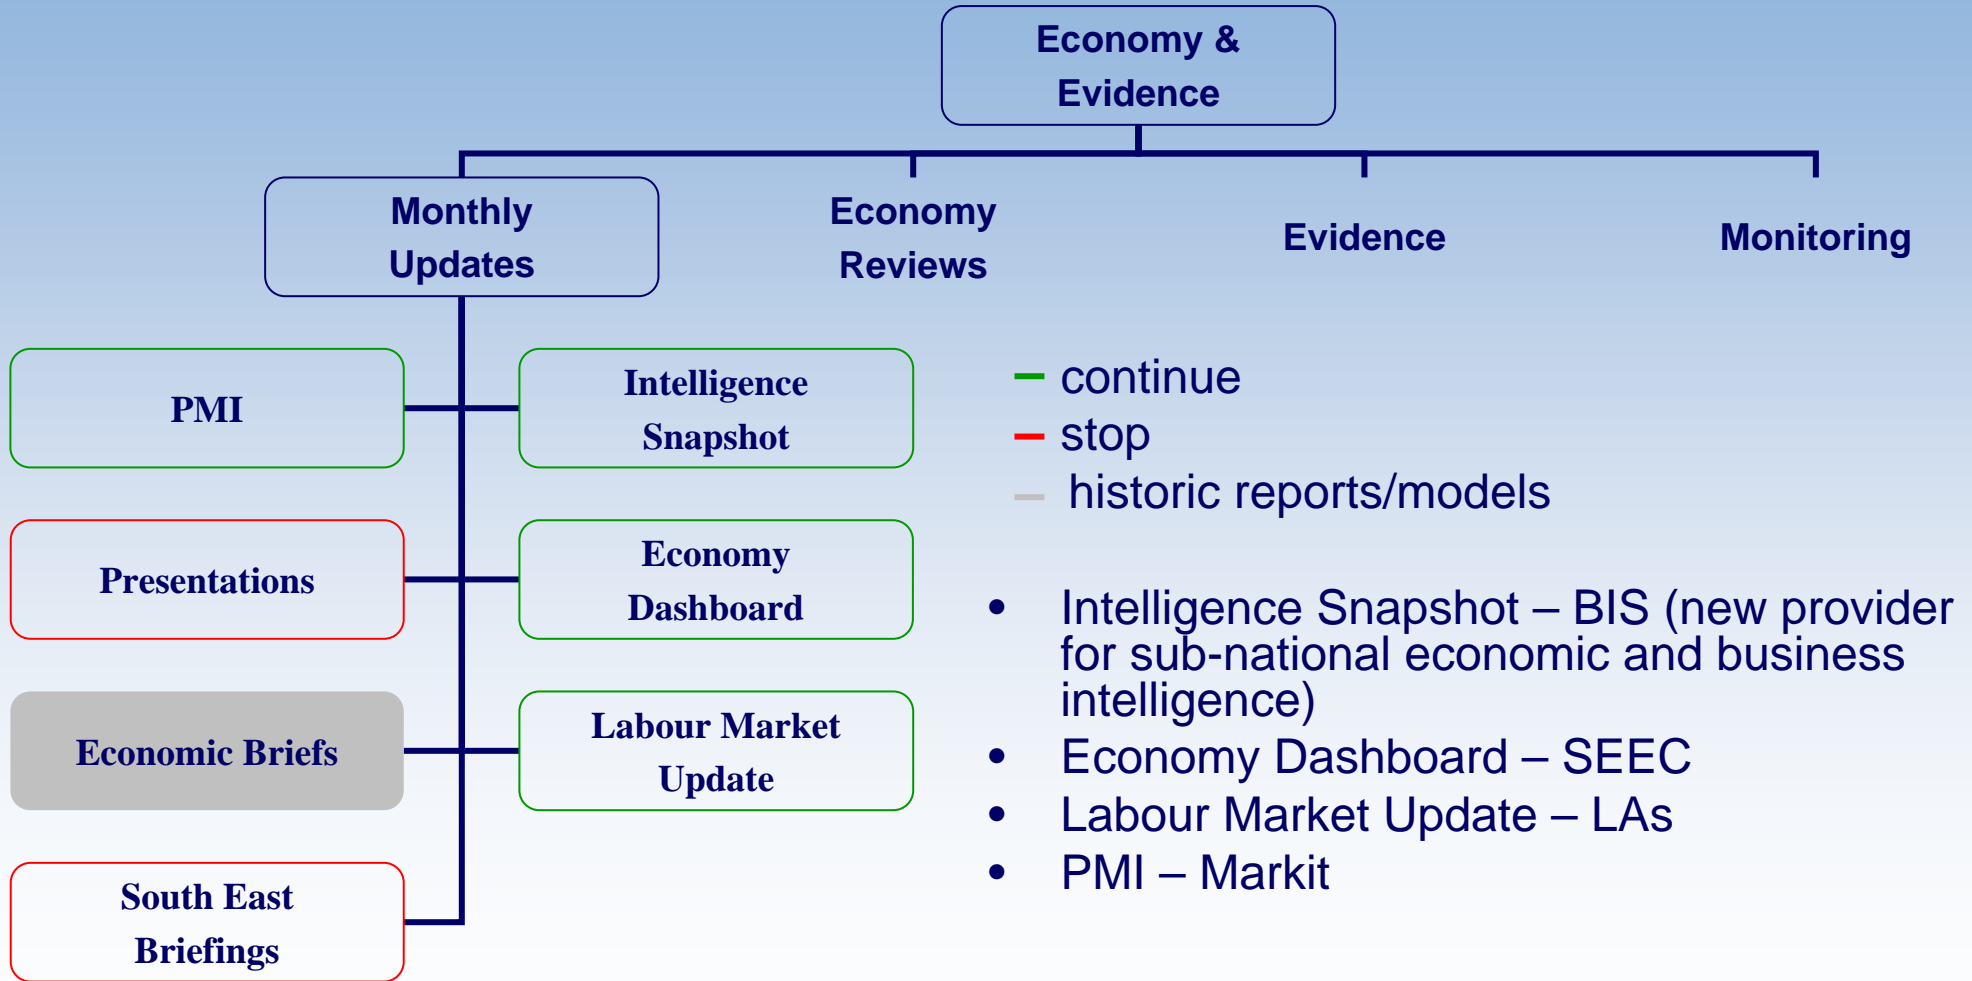 Economy &
Evidence
Monthly
Updates
Economy
Reviews
Evidence
Monitoring
PMI
Intelligence
Snapshot
Presentations
Economy
Dashboard
Economic Briefs
Labour Market
Update
South East
Briefings
– continue
– stop
– historic reports/models
• Intelligence Snapshot – BIS (new provider
for sub-national economic and business
intelligence)
• Economy Dashboard – SEEC
• Labour Market Update – LAs
• PMI – Markit